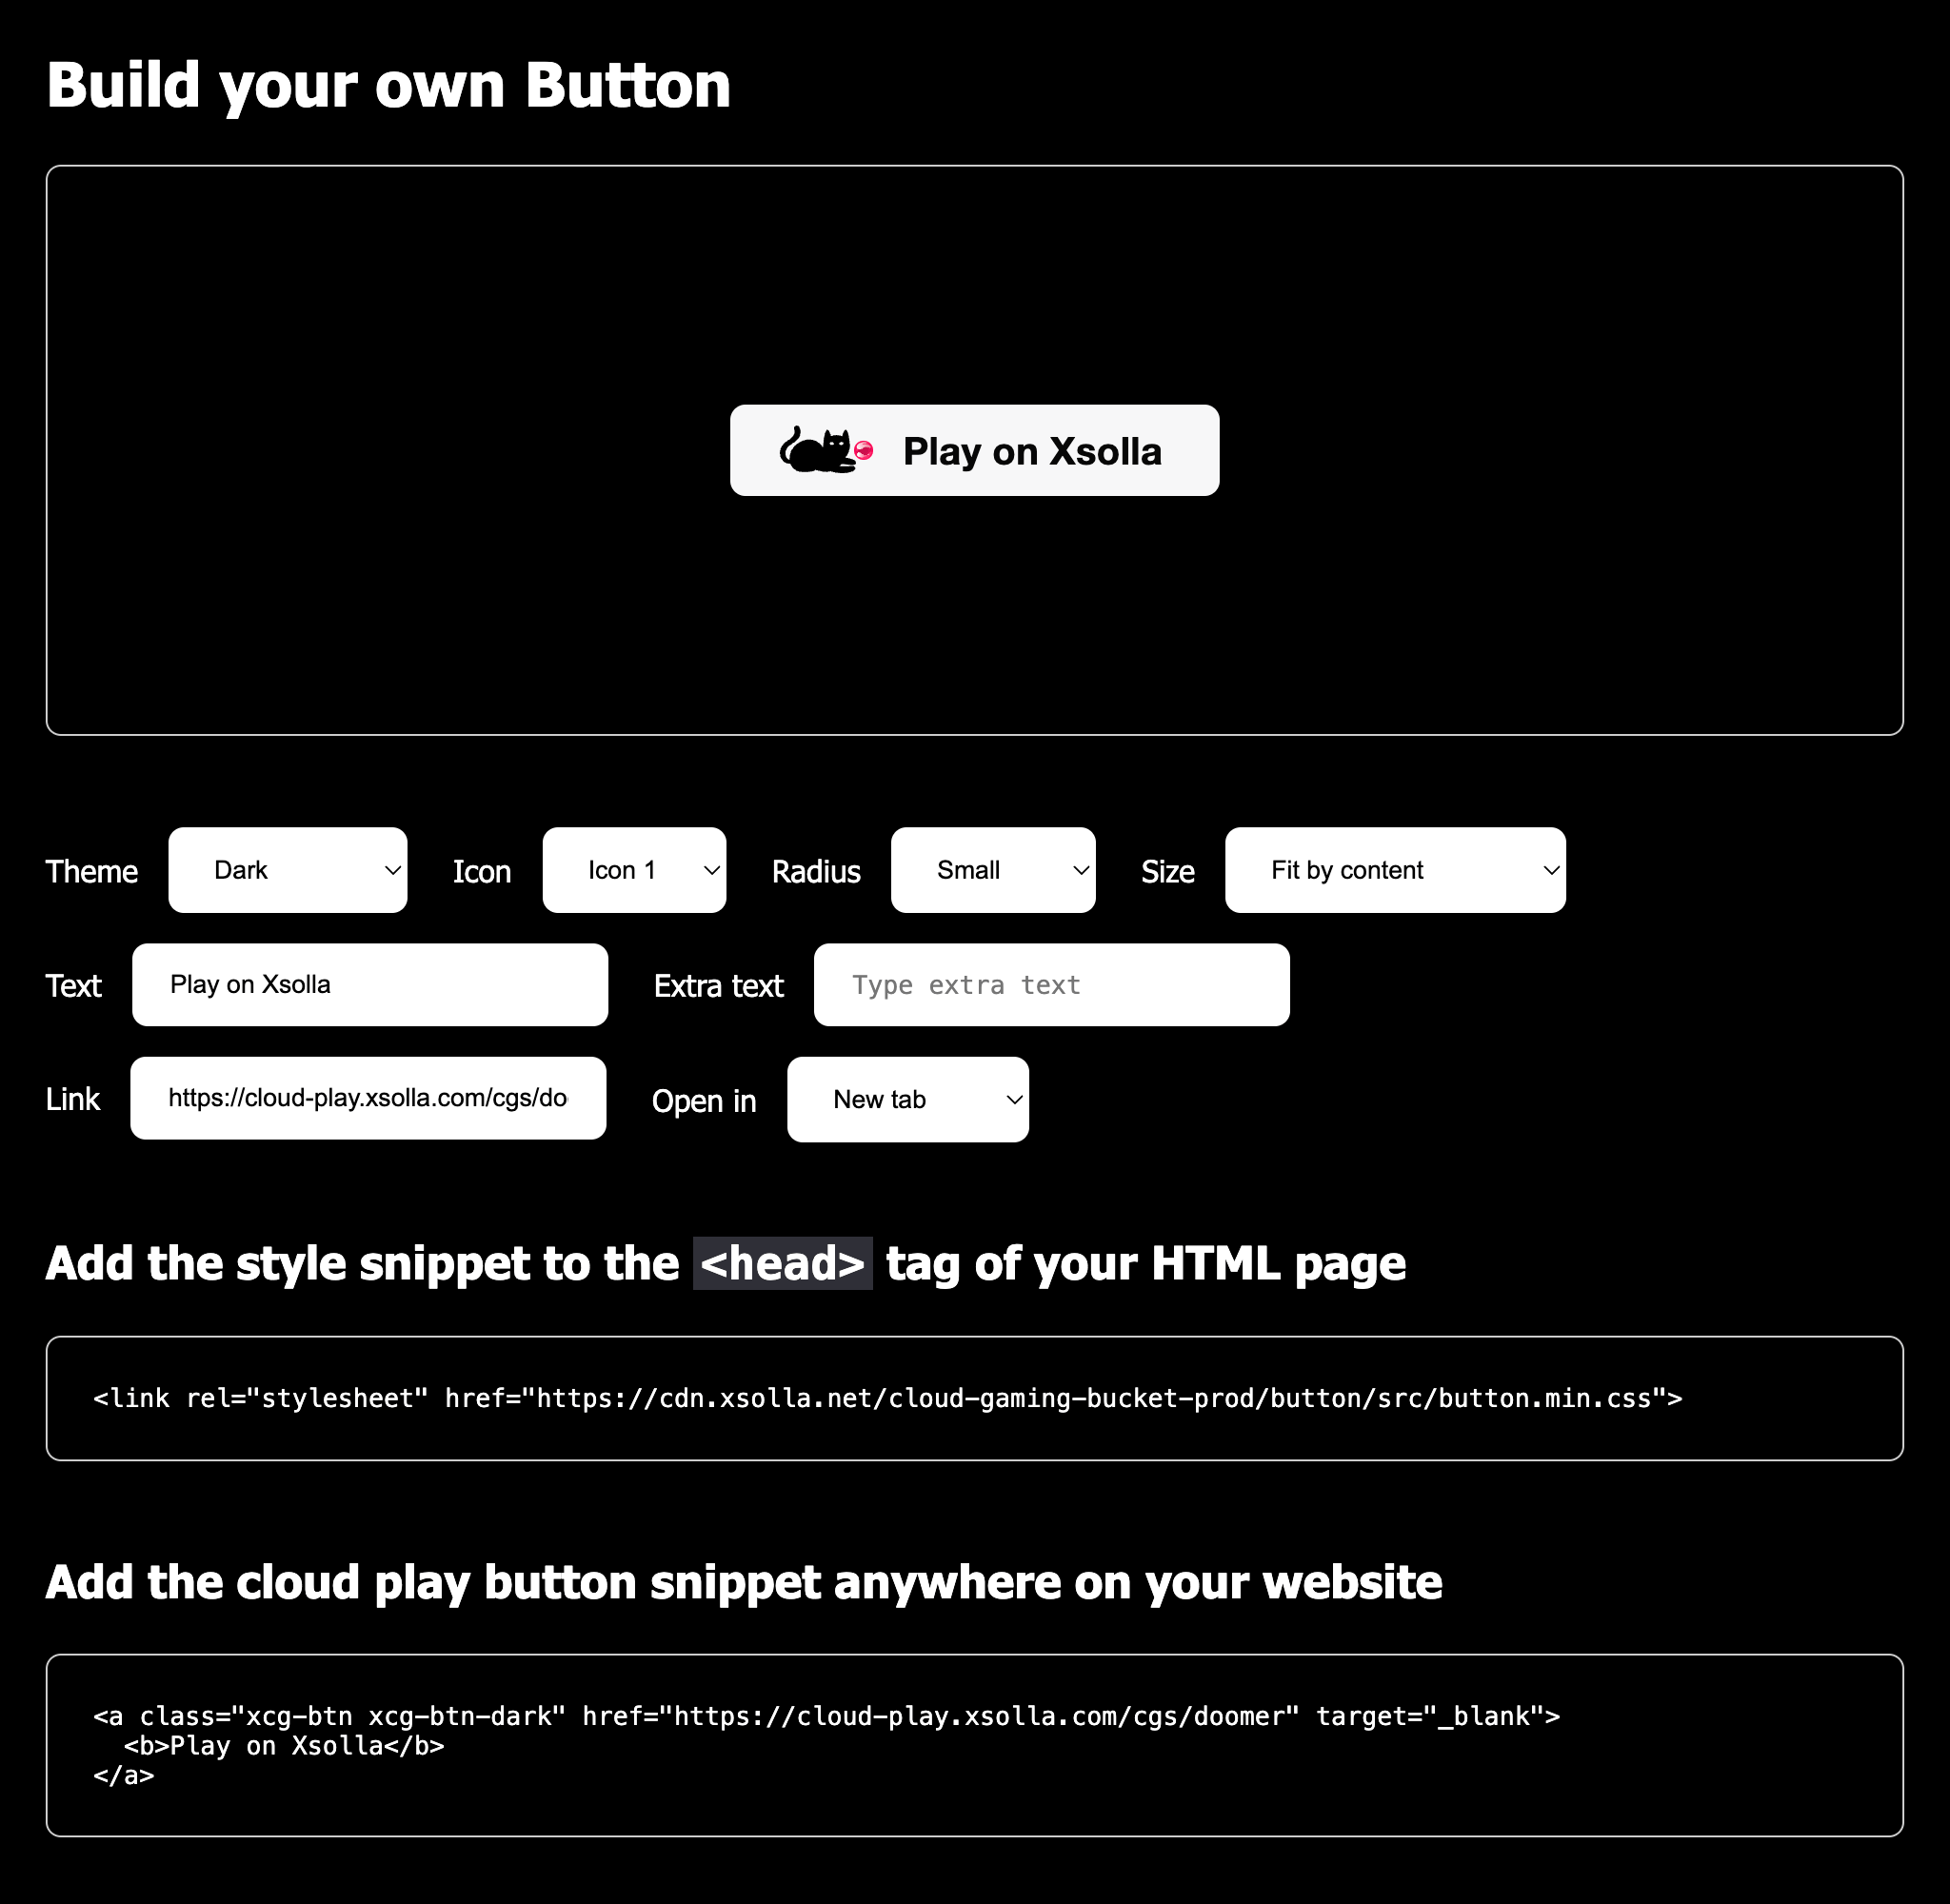 Build your own Button
Play on Xsolla
Theme Dark Icon Icon 1 Radius Small Size Fit by content
Text Play on Xsolla Extra text Type extra text
Link https://cloud-play.xsolla.com/cgs/do Open in New tab
Add the style snippet to the <head> tag of your HTML page
<link rel="stylesheet" href="https://cdn.xsolla.net/cloud-gaming-bucket-prod/button/src/button.min.css">
Add the cloud play button snippet anywhere on your website
<a class="xcg-btn xcg-btn-dark" href="https://cloud-play.xsolla.com/cgs/doomer" target="_blank">
<b>Play on Xsolla</b>
</a>